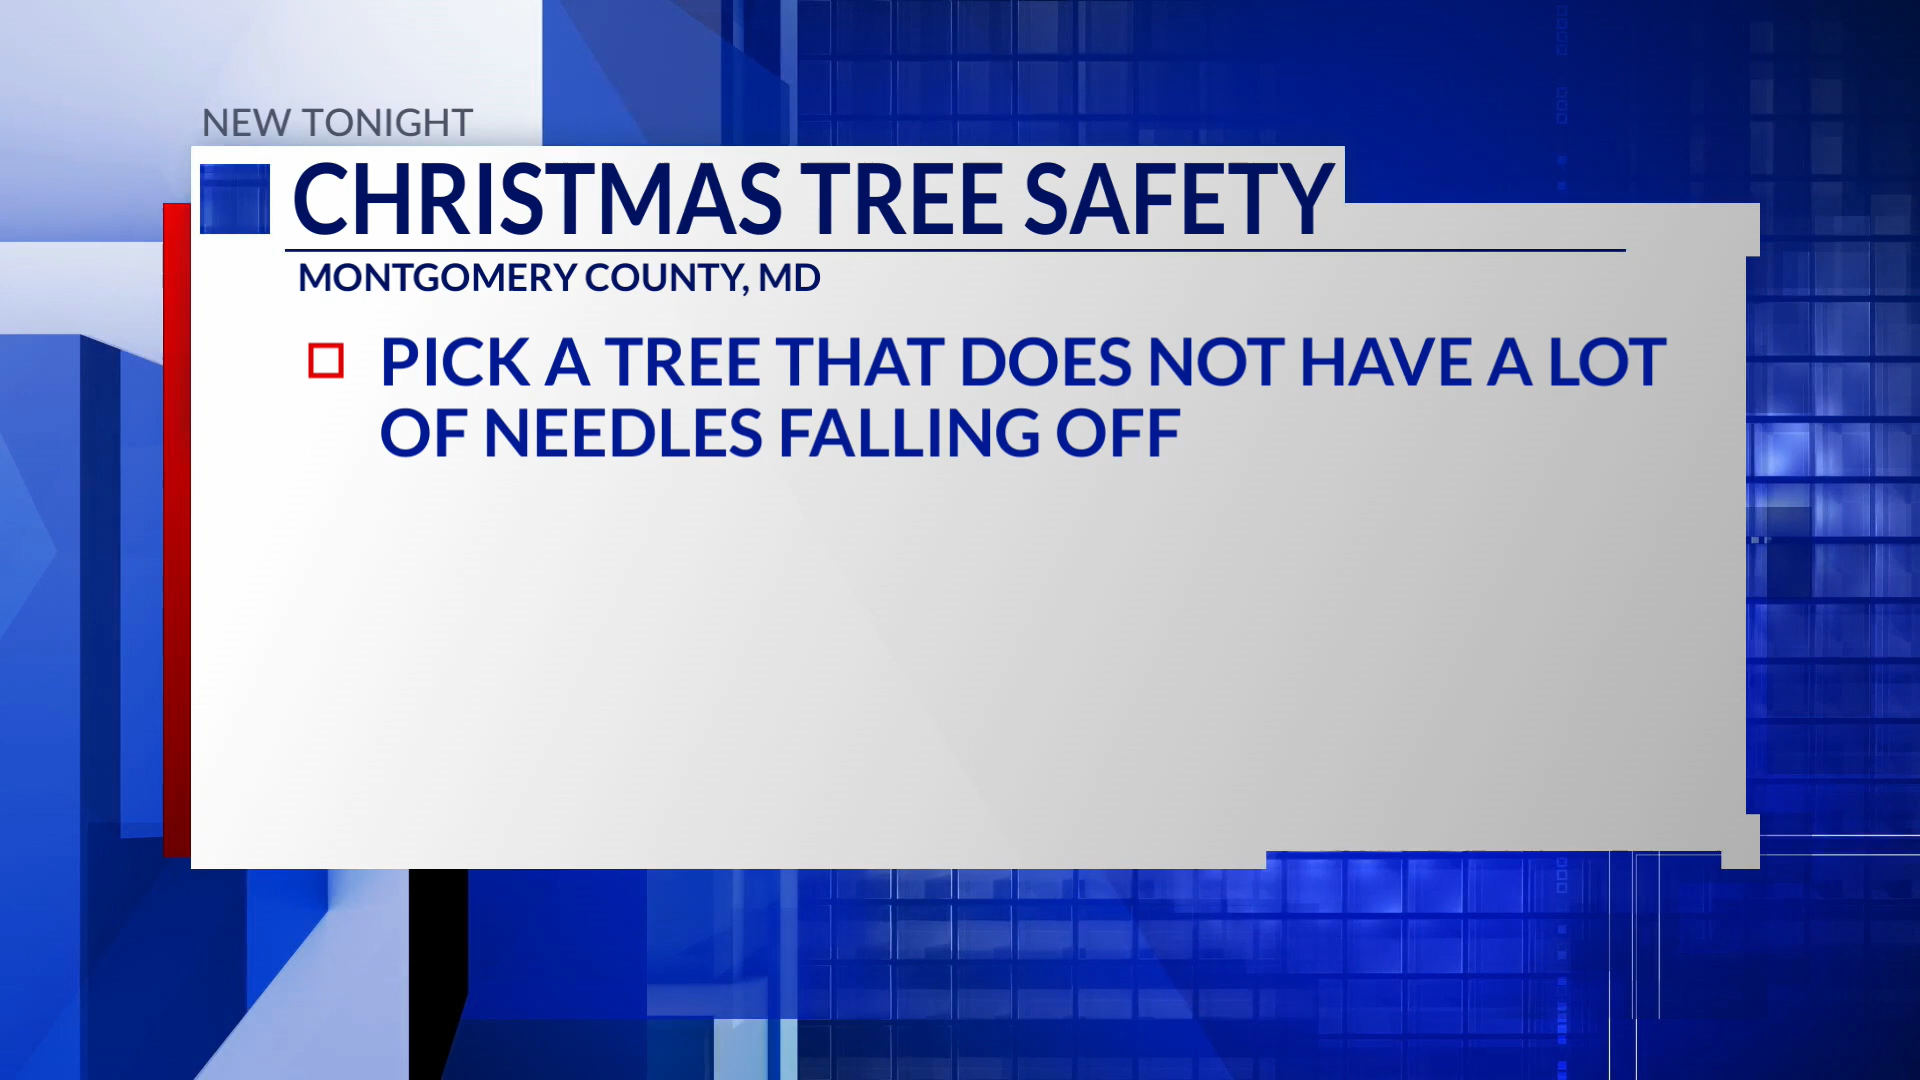 NEW TONIGHT
CHRISTMAS TREE SAFETY
MONTGOMERY COUNTY, MD
PICK A TREE THAT DOES NOT HAVE A LOT
OF NEEDLES FALLING OFF